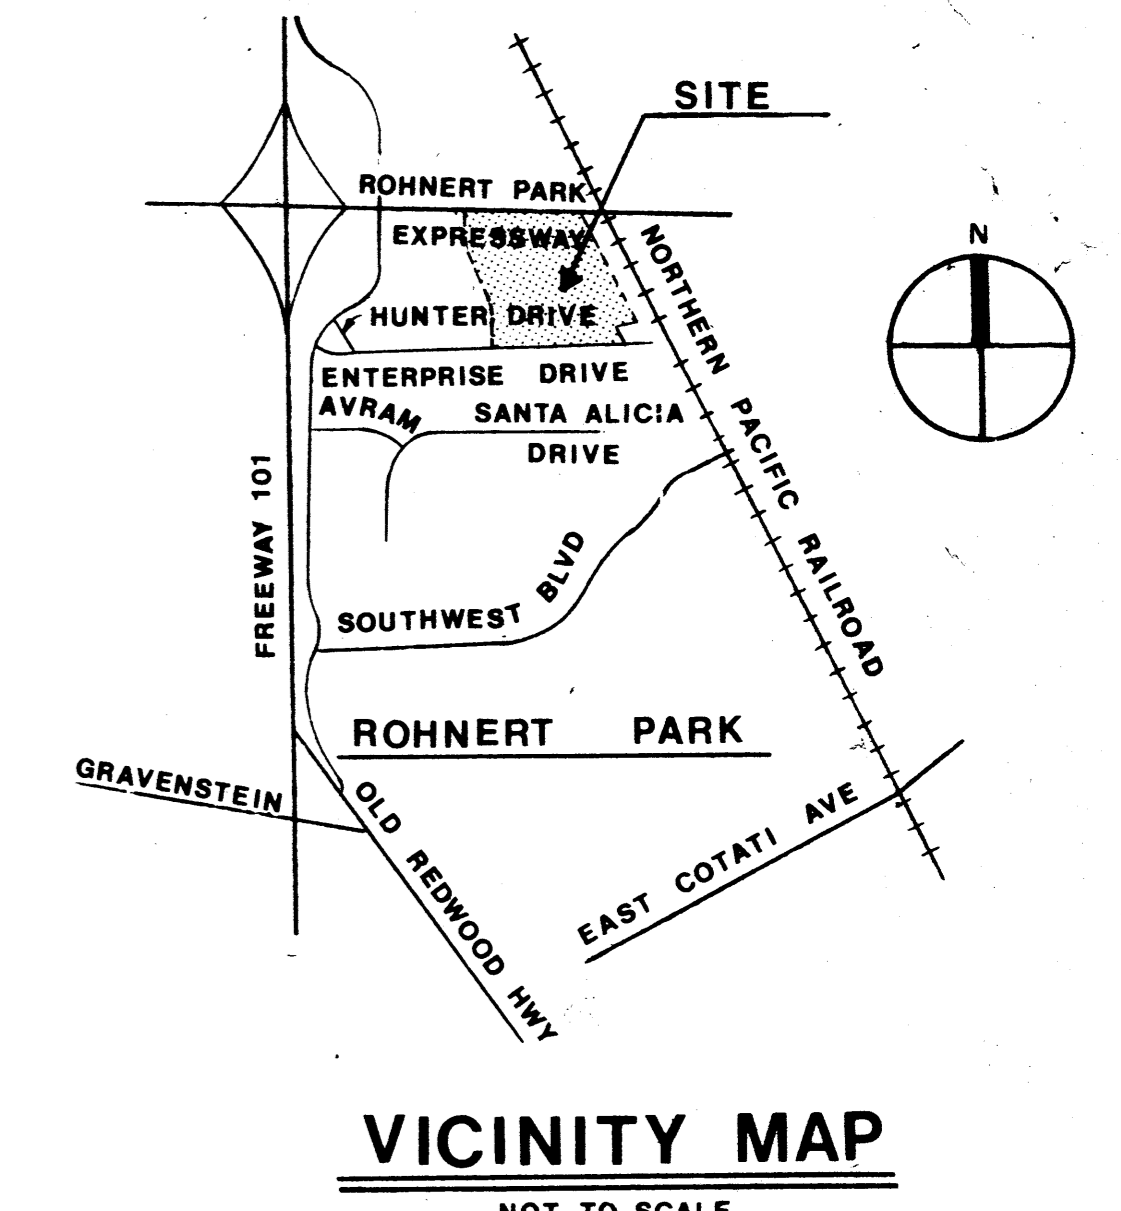 SITE
ROHNERT PARK
EXPRESSWAY
N
HUNTER DRIVE
ENTERPRISE DRIVE
AVRAM
SANTA ALICIA
DRIVE
NORTHERN PACIFIC RAILROAD
FREEWAY 101
SOUTHWEST BLVD
ROHNERT PARK
GRAVENSTEIN
OLD REDWOOD HWY
EAST COTATI AVE
VICINITY MAP
NOT TO SCALE